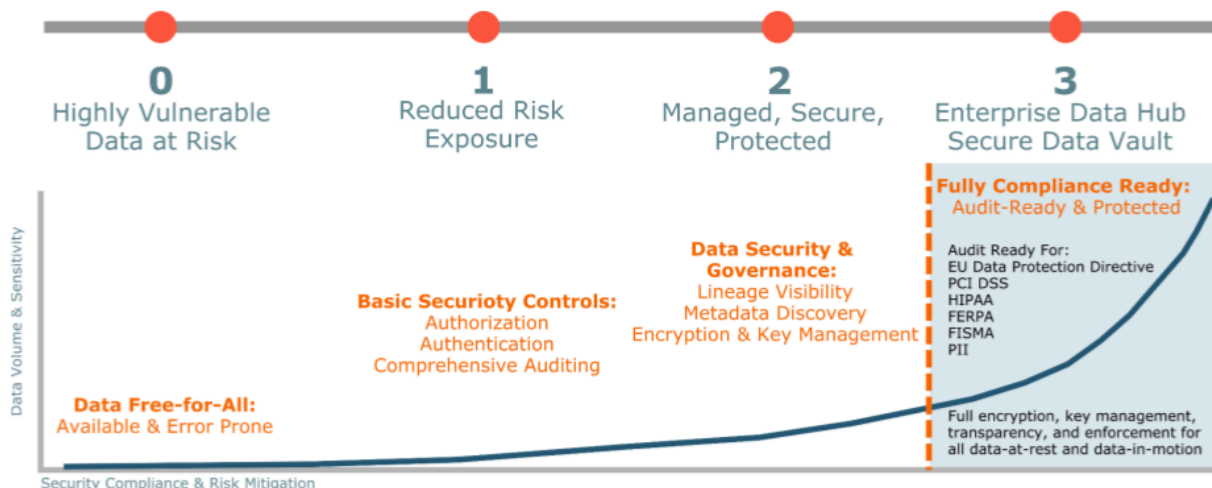 0
Highly Vulnerable
Data at Risk
1
Reduced Risk
Exposure
2
Managed, Secure,
Protected
3
Enterprise Data Hub
Secure Data Vault
Data Volume & Sensitivity
Data Free-for-All:
Available & Error Prone
Basic Securioty Controls:
Authorization
Authentication
Comprehensive Auditing
Data Security &
Governance:
Lineage Visibility
Metadata Discovery
Encryption & Key Management
Fully Compliance Ready:
Audit-Ready & Protected
Audit Ready For:
EU Data Protection Directive
PCI DSS
HIPAA
FERPA
FISMA
PII
Full encryption, key management,
transparency, and enforcement for
all data-at-rest and data-in-motion
Security Compliance & Risk Mitigation